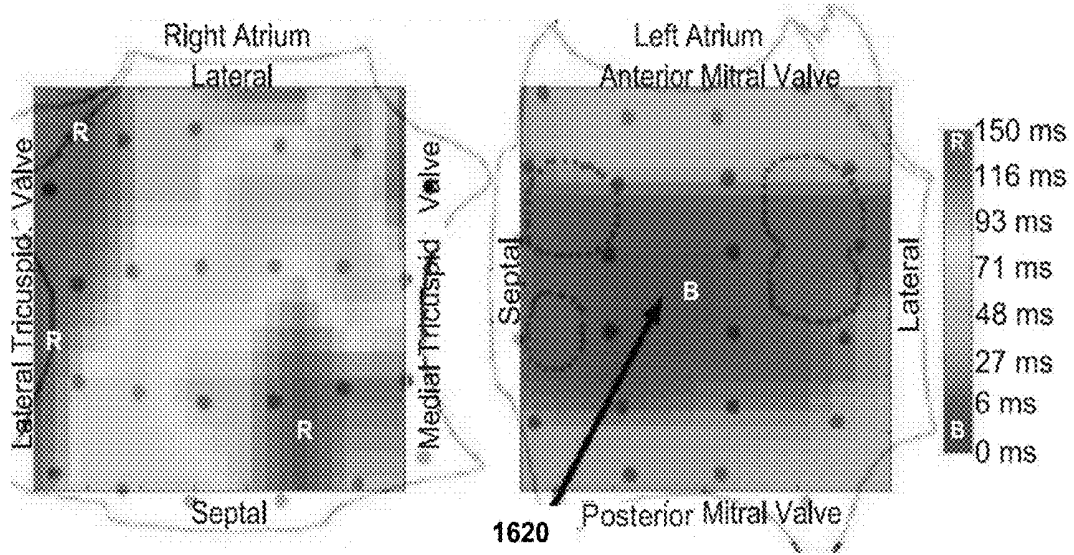 Right Atrium
Lateral
Lateral Tricuspid Valve
Medial Tricuspid Valve
Septal
R
R
R
Left Atrium
Anterior Mitral Valve
Septal
Lateral
B
1620
Posterior Mitral Valve
R
150 ms
116 ms
93 ms
71 ms
48 ms
27 ms
6 ms
B
0 ms